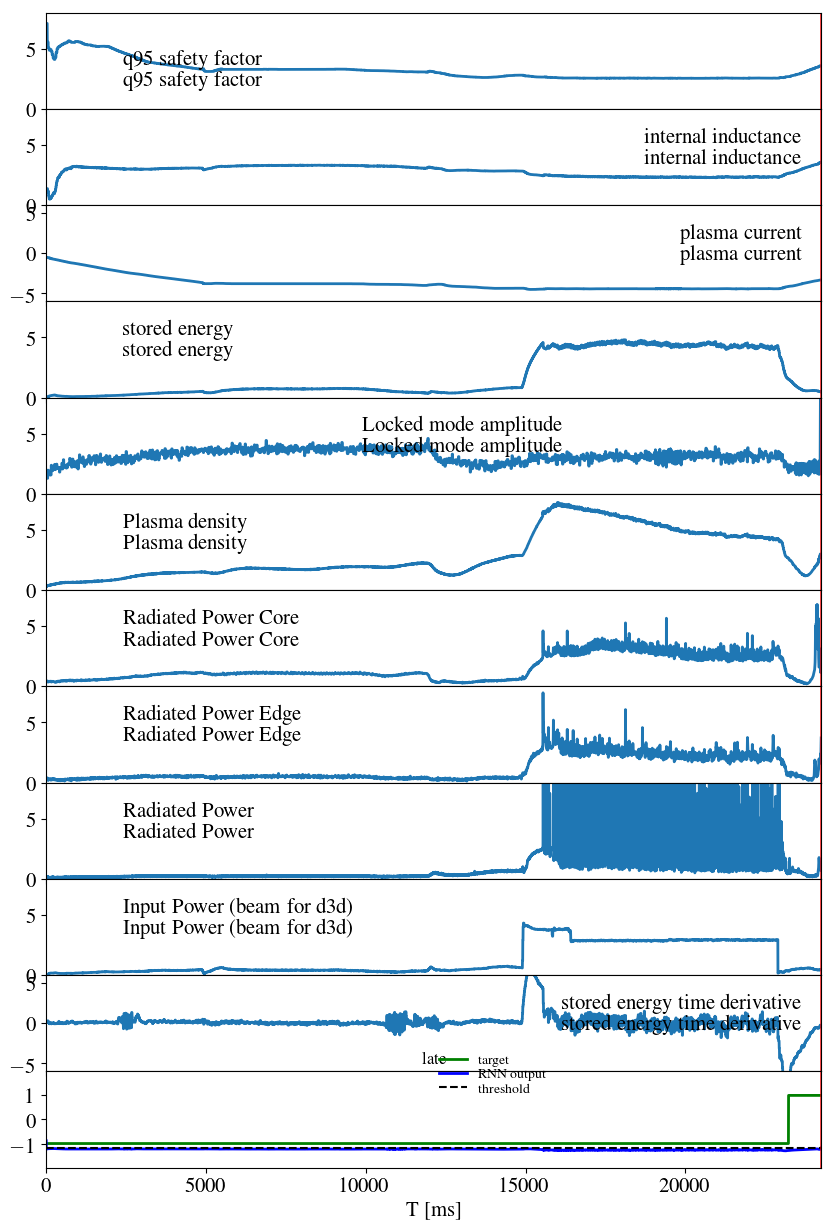 5
q95 safety factor
q95 safety factor
0
5
internal inductance
internal inductance
0
5
plasma current
0
plasma current
−5
5
stored energy
stored energy
0
Locked mode amplitude
5
Locked mode amplitude
0
5
Plasma density
Plasma density
0
5
Radiated Power Core
Radiated Power Core
0
5
Radiated Power Edge
Radiated Power Edge
0
5
Radiated Power
Radiated Power
0
5
Input Power (beam for d3d)
Input Power (beam for d3d)
0
5
stored energy time derivative
0
stored energy time derivative
−5
late
target
RNN output
threshold
1
0
−1
0 5000 10000 15000 20000
T [ms]